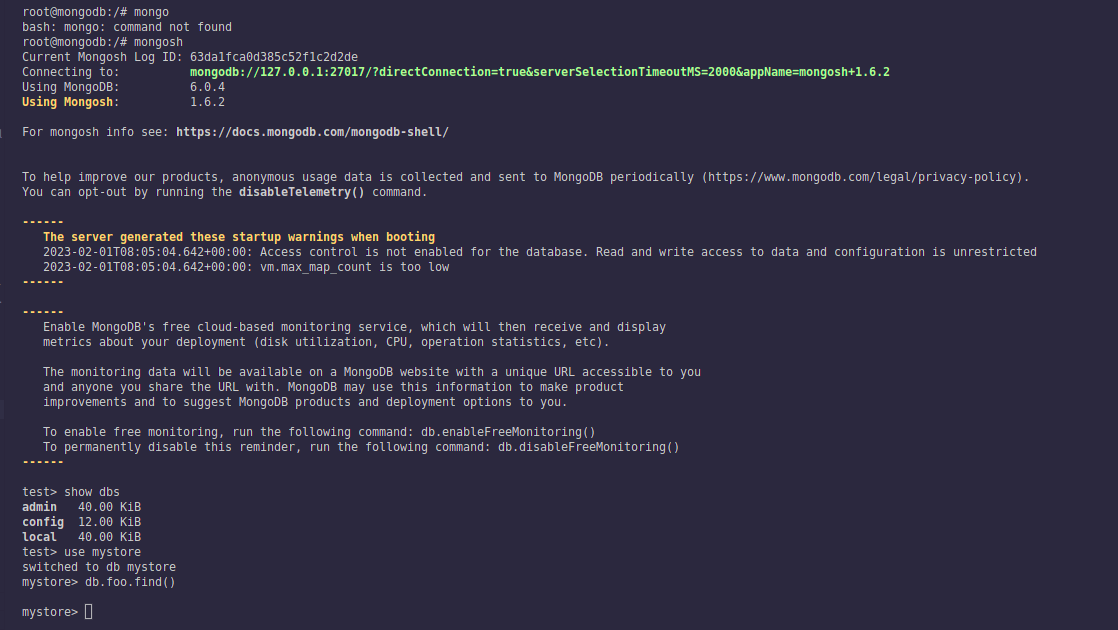 root@mongodb:/# mongo
bash: mongo: command not found
root@mongodb:/# mongosh
Current Mongosh Log ID: 63da1fca0d385c52f1c2d2de
Connecting to: mongodb://127.0.0.1:27017/?directConnection=true&serverSelectionTimeoutMS=2000&appName=mongosh+1.6.2
Using MongoDB: 6.0.4
Using Mongosh: 1.6.2
For mongosh info see: https://docs.mongodb.com/mongodb-shell/
To help improve our products, anonymous usage data is collected and sent to MongoDB periodically (https://www.mongodb.com/legal/privacy-policy).
You can opt-out by running the disableTelemetry() command.
------
The server generated these startup warnings when booting
2023-02-01T08:05:04.642+00:00: Access control is not enabled for the database. Read and write access to data and configuration is unrestricted
2023-02-01T08:05:04.642+00:00: vm.max_map_count is too low
------
------
Enable MongoDB's free cloud-based monitoring service, which will then receive and display
metrics about your deployment (disk utilization, CPU, operation statistics, etc).
The monitoring data will be available on a MongoDB website with a unique URL accessible to you
and anyone you share the URL with. MongoDB may use this information to make product
improvements and to suggest MongoDB products and deployment options to you.
To enable free monitoring, run the following command: db.enableFreeMonitoring()
To permanently disable this reminder, run the following command: db.disableFreeMonitoring()
------
test> show dbs
admin 40.00 KiB
config 12.00 KiB
local 40.00 KiB
test> use mystore
switched to db mystore
mystore> db.foo.find()
mystore>